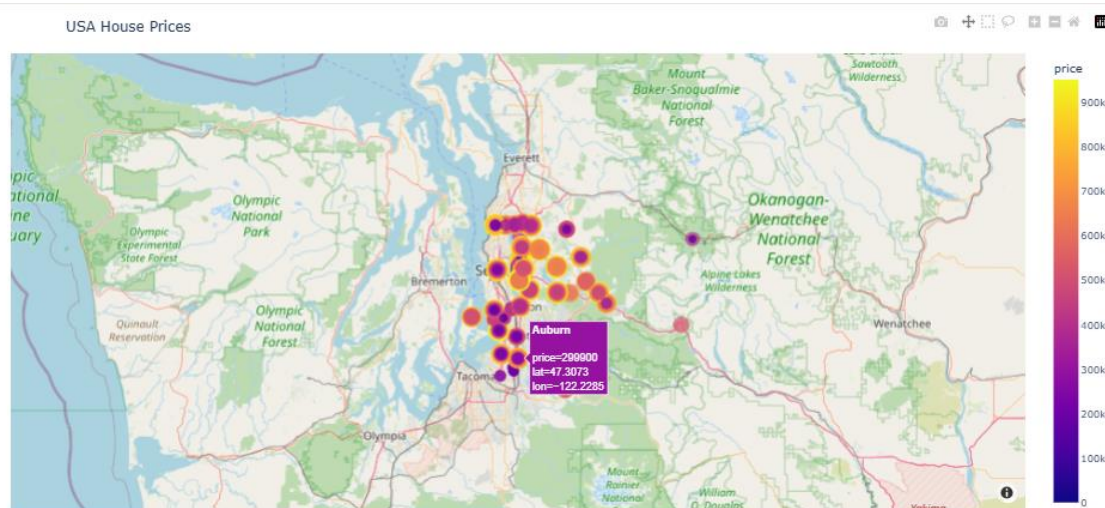 USA House Prices
price
900k
800k
700k
600k
500k
400k
300k
200k
100k
0
Sawtooth
Wilderness
Mount
Baker-Snoqualmie
National
Forest
Everett
Olympic
National
Park
Okanogan-
Wenatchee
National
Forest
Olympic
Experimental
State Forest
Bremerton
Alpine Lakes
Wilderness
Quinault
Reservation
Olympic
National
Forest
Wenatchee
Auburn
price=299900
lat=47.3073
lon=−122.2285
Tacoma
Olympia
Mount
Rainier
National
William
O. Douglas